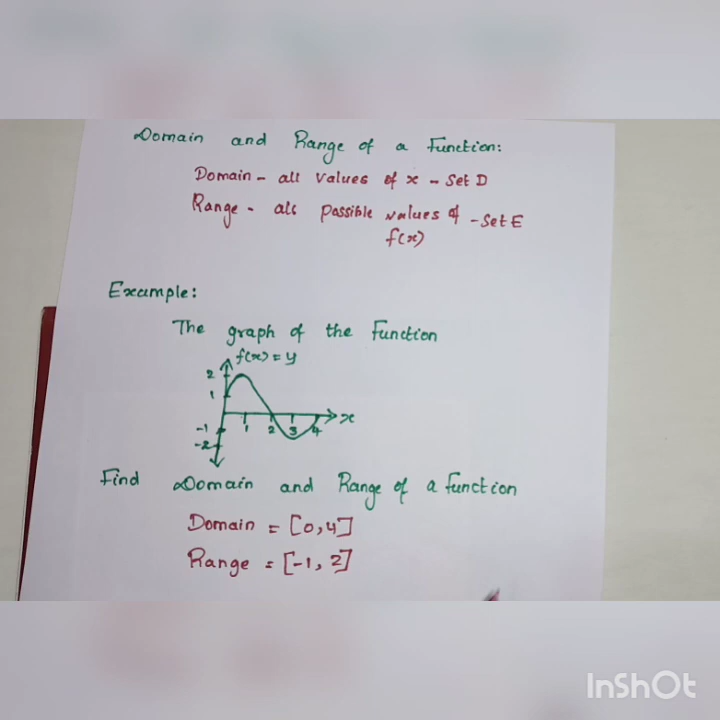 Domain and Range of a Function:
Domain - all values of x - Set D
Range - all possible values of - Set E
f(x)
Example:
The graph of the Function
f(x) = y
2
1
-1
-2
1 2 3 4
x
Find Domain and Range of a function
Domain = [0,4]
Range = [-1, 2]
InShOt